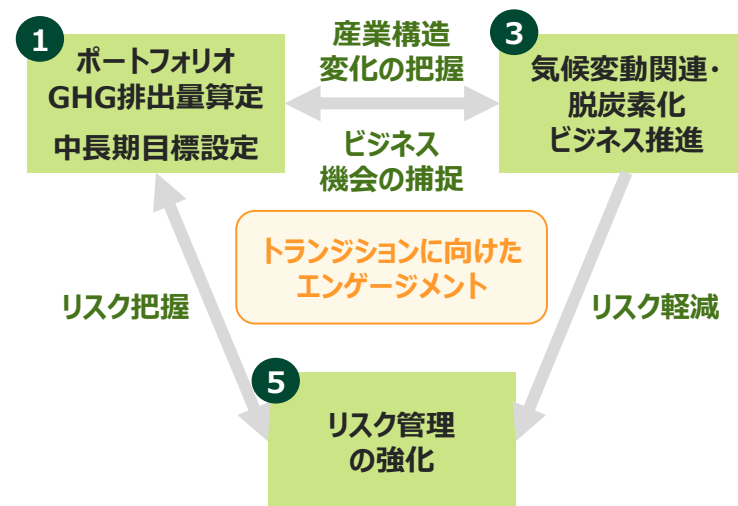 1
ポートフォリオ
GHG排出量算定
中長期目標設定
産業構造
変化の把握
ビジネス
機会の捕捉
3
気候変動関連・
脱炭素化
ビジネス推進
トランジションに向けた
エンゲージメント
リスク把握
リスク軽減
5
リスク管理
の強化